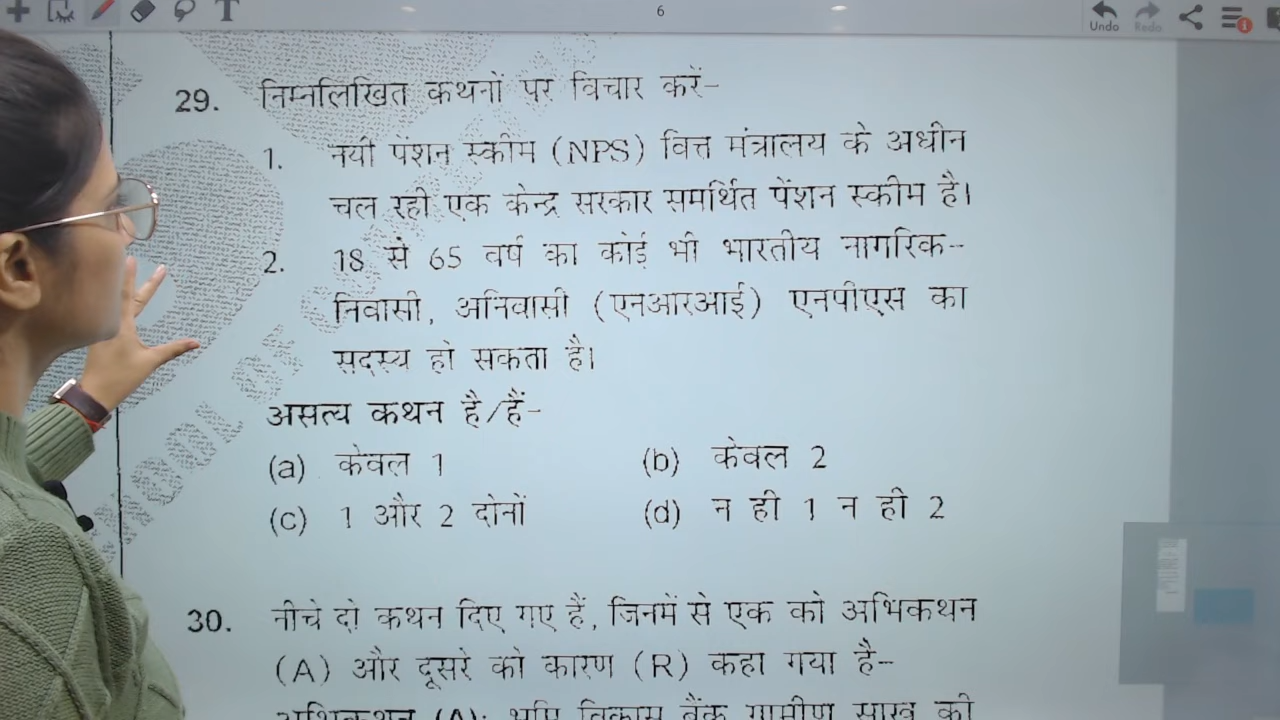 T
6
Undo
Redo
29. निम्नलिखित कथनों पर विचार करें-
1. नयी पेंशन स्कीम (NPS) वित्त मंत्रालय के अधीन
चल रही एक केन्द्र सरकार समर्थित पेंशन स्कीम है।
2. 18 से 65 वर्ष का कोई भी भारतीय नागरिक-
निवासी, अनिवासी (एनआरआई) एनपीएस का
सदस्य हो सकता है।
असत्य कथन है/हैं-
(a) केवल 1
(b) केवल 2
(c) 1 और 2 दोनों
(d) न ही 1 न ही 2
30. नीचे दो कथन दिए गए हैं, जिनमें से एक को अभिकथन
(A) और दूसरे को कारण (R) कहा गया है-
अभिकथन (A): भूमि विकास बैंक ग्रामीण साख की